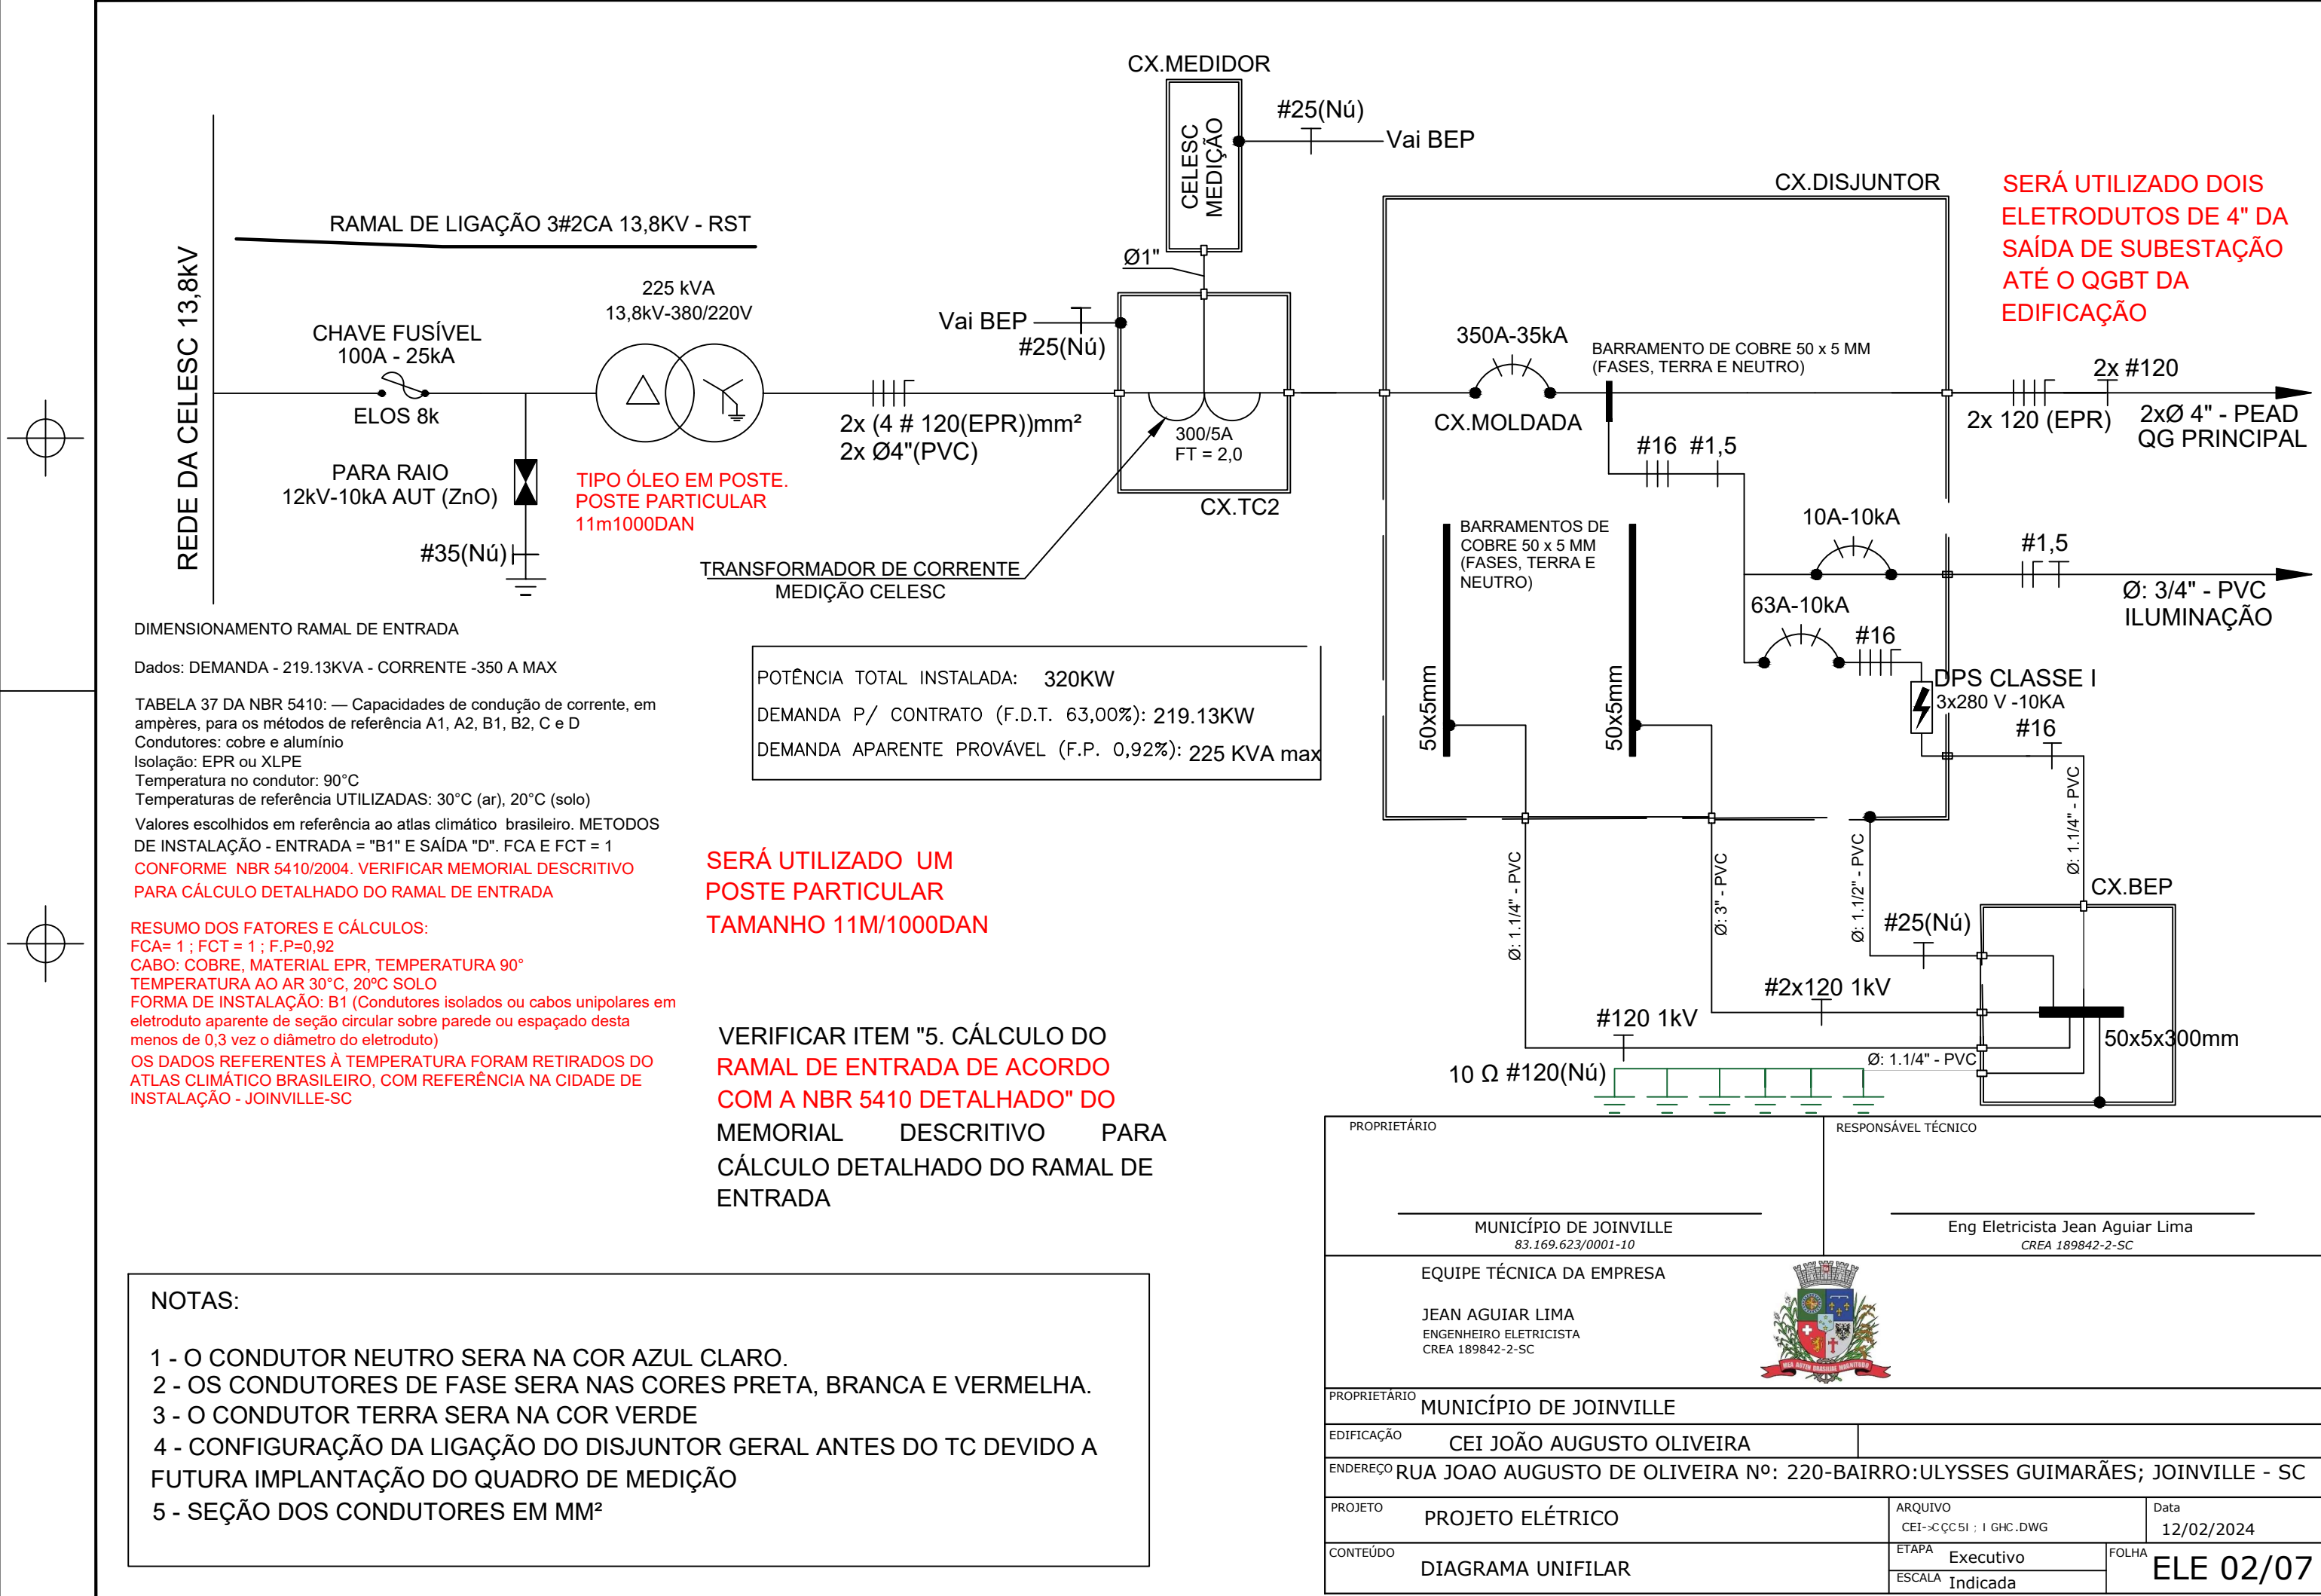 CX.MEDIDOR
CELESC
MEDIÇÃO
#25(Nú)
Vai BEP
Ø1"
RAMAL DE LIGAÇÃO 3#2CA 13,8KV - RST
REDE DA CELESC 13,8kV
CHAVE FUSÍVEL
100A - 25kA
ELOS 8k
225 kVA
13,8kV-380/220V
PARA RAIO
12kV-10kA AUT (ZnO)
#35(Nú)
TIPO ÓLEO EM POSTE.
POSTE PARTICULAR
11m1000DAN
Vai BEP
#25(Nú)
2x (4 # 120(EPR))mm²
2x Ø4"(PVC)
300/5A
FT = 2,0
CX.TC2
TRANSFORMADOR DE CORRENTE
MEDIÇÃO CELESC
CX.DISJUNTOR
350A-35kA
CX.MOLDADA
BARRAMENTO DE COBRE 50 x 5 MM
(FASES, TERRA E NEUTRO)
#16 #1,5
SERÁ UTILIZADO DOIS
ELETRODUTOS DE 4" DA
SAÍDA DE SUBESTAÇÃO
ATÉ O QGBT DA
EDIFICAÇÃO
2x #120
2x 120 (EPR)
2xØ 4" - PEAD
QG PRINCIPAL
BARRAMENTOS DE
COBRE 50 x 5 MM
(FASES, TERRA E
NEUTRO)
50x5mm
50x5mm
10A-10kA
#1,5
Ø: 3/4" - PVC
ILUMINAÇÃO
63A-10kA
#16
DPS CLASSE I
3x280 V -10KA
#16
Ø: 1.1/4" - PVC
Ø: 3" - PVC
Ø: 1.1/2" - PVC
Ø: 1.1/4" - PVC
CX.BEP
#25(Nú)
#2x120 1kV
#120 1kV
50x5x300mm
Ø: 1.1/4" - PVC
10 Ω #120(Nú)
DIMENSIONAMENTO RAMAL DE ENTRADA
Dados: DEMANDA - 219.13KVA - CORRENTE -350 A MAX
TABELA 37 DA NBR 5410: — Capacidades de condução de corrente, em
ampères, para os métodos de referência A1, A2, B1, B2, C e D
Condutores: cobre e alumínio
Isolação: EPR ou XLPE
Temperatura no condutor: 90°C
Temperaturas de referência UTILIZADAS: 30°C (ar), 20°C (solo)
Valores escolhidos em referência ao atlas climático brasileiro. METODOS
DE INSTALAÇÃO - ENTRADA = "B1" E SAÍDA "D". FCA E FCT = 1
CONFORME NBR 5410/2004. VERIFICAR MEMORIAL DESCRITIVO
PARA CÁLCULO DETALHADO DO RAMAL DE ENTRADA
RESUMO DOS FATORES E CÁLCULOS:
FCA= 1 ; FCT = 1 ; F.P=0,92
CABO: COBRE, MATERIAL EPR, TEMPERATURA 90°
TEMPERATURA AO AR 30°C, 20ºC SOLO
FORMA DE INSTALAÇÃO: B1 (Condutores isolados ou cabos unipolares em
eletroduto aparente de seção circular sobre parede ou espaçado desta
menos de 0,3 vez o diâmetro do eletroduto)
OS DADOS REFERENTES À TEMPERATURA FORAM RETIRADOS DO
ATLAS CLIMÁTICO BRASILEIRO, COM REFERÊNCIA NA CIDADE DE
INSTALAÇÃO - JOINVILLE-SC
POTÊNCIA TOTAL INSTALADA: 320KW
DEMANDA P/ CONTRATO (F.D.T. 63,00%): 219.13KW
DEMANDA APARENTE PROVÁVEL (F.P. 0,92%): 225 KVA max
SERÁ UTILIZADO UM
POSTE PARTICULAR
TAMANHO 11M/1000DAN
VERIFICAR ITEM "5. CÁLCULO DO
RAMAL DE ENTRADA DE ACORDO
COM A NBR 5410 DETALHADO" DO
MEMORIAL DESCRITIVO PARA
CÁLCULO DETALHADO DO RAMAL DE
ENTRADA
NOTAS:
1 - O CONDUTOR NEUTRO SERA NA COR AZUL CLARO.
2 - OS CONDUTORES DE FASE SERA NAS CORES PRETA, BRANCA E VERMELHA.
3 - O CONDUTOR TERRA SERA NA COR VERDE
4 - CONFIGURAÇÃO DA LIGAÇÃO DO DISJUNTOR GERAL ANTES DO TC DEVIDO A
FUTURA IMPLANTAÇÃO DO QUADRO DE MEDIÇÃO
5 - SEÇÃO DOS CONDUTORES EM MM²
PROPRIETÁRIO
MUNICÍPIO DE JOINVILLE
83.169.623/0001-10
RESPONSÁVEL TÉCNICO
Eng Eletricista Jean Aguiar Lima
CREA 189842-2-SC
EQUIPE TÉCNICA DA EMPRESA
JEAN AGUIAR LIMA
ENGENHEIRO ELETRICISTA
CREA 189842-2-SC
MEA AUTEM BRASILIAE MAGNITUDO
PROPRIETÁRIO MUNICÍPIO DE JOINVILLE
EDIFICAÇÃO CEI JOÃO AUGUSTO OLIVEIRA
ENDEREÇO RUA JOAO AUGUSTO DE OLIVEIRA Nº: 220-BAIRRO:ULYSSES GUIMARÃES; JOINVILLE - SC
PROJETO PROJETO ELÉTRICO
ARQUIVO
GHC.DWG
Data
12/02/2024
CONTEÚDO DIAGRAMA UNIFILAR
ETAPA Executivo
ESCALA Indicada
FOLHA ELE 02/07